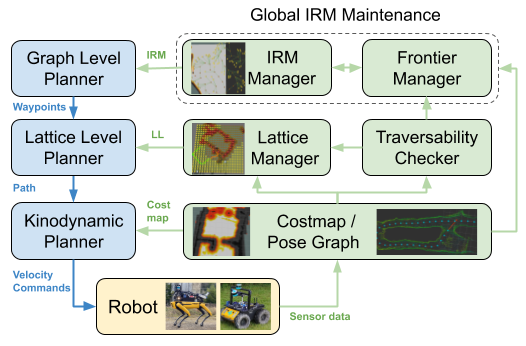 Global IRM Maintenance
Graph Level
Planner
IRM
IRM
Manager
Frontier
Manager
Waypoints
Lattice Level
Planner
LL
Lattice
Manager
Traversability
Checker
Path
Kinodynamic
Planner
Cost
map
Costmap /
Pose Graph
Velocity
Commands
Robot
Sensor data